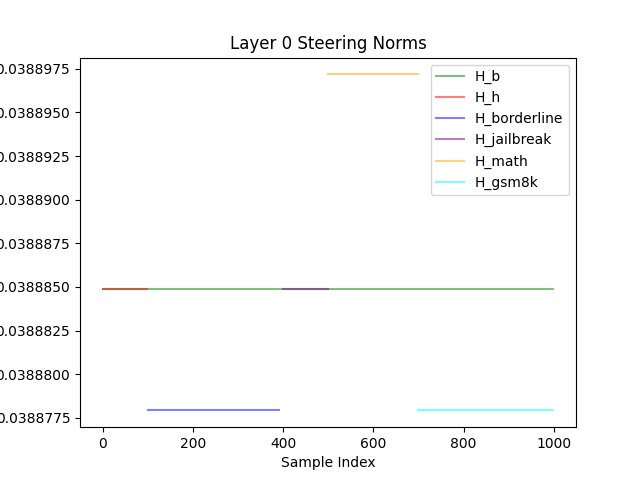 Layer 0 Steering Norms
0.0388975
0.0388950
0.0388925
0.0388900
0.0388875
0.0388850
0.0388825
0.0388800
0.0388775
H_b
H_h
H_borderline
H_jailbreak
H_math
H_gsm8k
0 200 400 600 800 1000
Sample Index